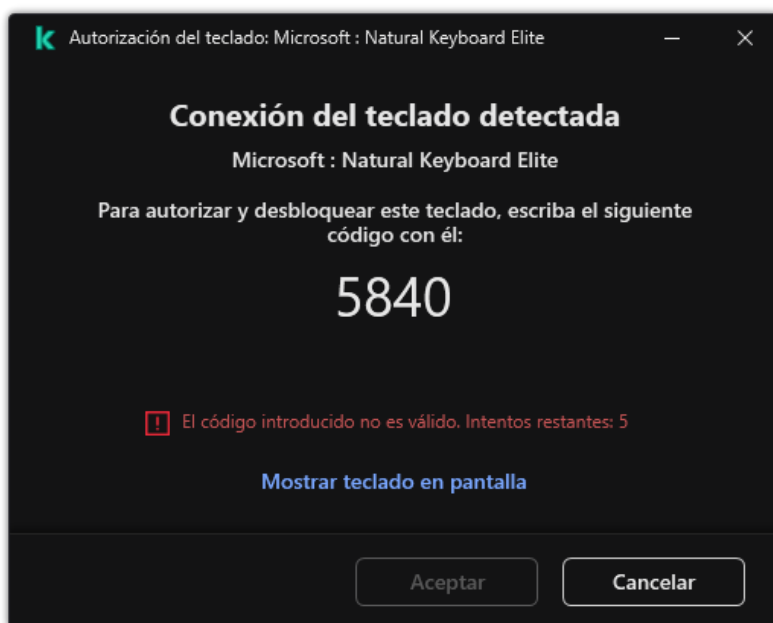 Autorización del teclado: Microsoft : Natural Keyboard Elite
Conexión del teclado detectada
Microsoft : Natural Keyboard Elite
Para autorizar y desbloquear este teclado, escriba el siguiente
código con él:
5840
El código introducido no es válido. Intentos restantes: 5
Mostrar teclado en pantalla
Aceptar
Cancelar